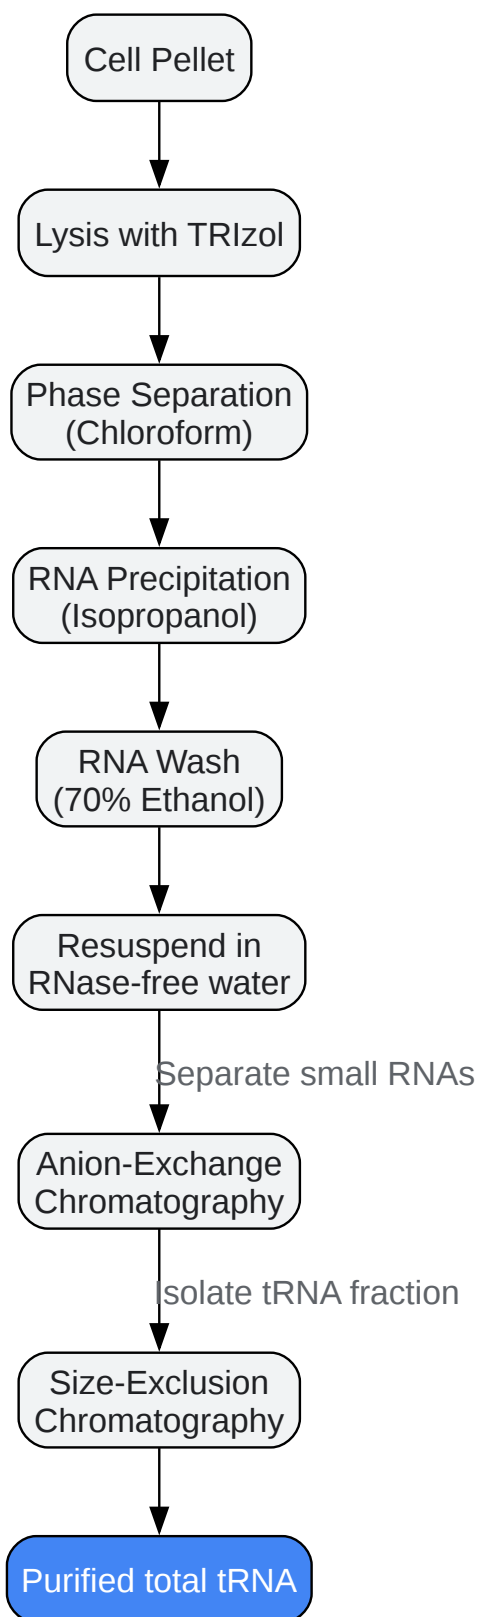 Cell Pellet
Lysis with TRIzol
Phase Separation
(Chloroform)
RNA Precipitation
(Isopropanol)
RNA Wash
(70% Ethanol)
Resuspend in
RNase-free water
Separate small RNAs
Anion-Exchange
Chromatography
Isolate tRNA fraction
Size-Exclusion
Chromatography
Purified total tRNA